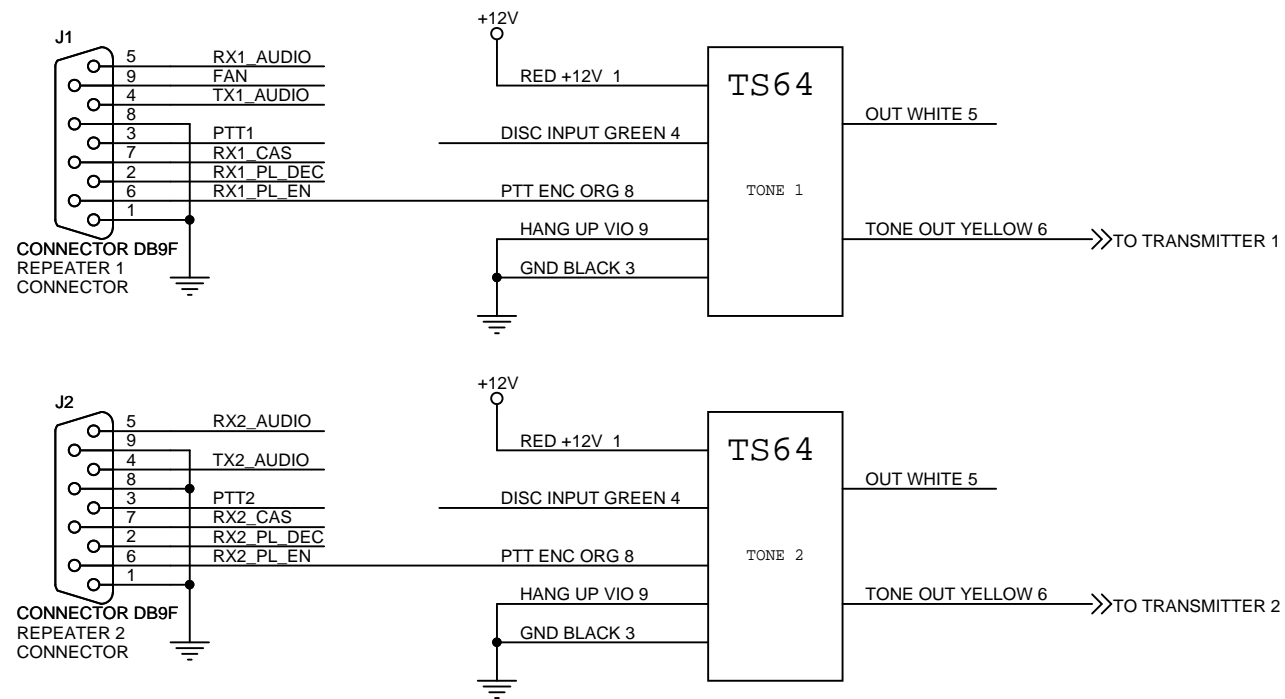 +12V
J1
5 RX1_AUDIO
9 FAN
4 TX1_AUDIO
8
3 PTT1
7 RX1_CAS
2 RX1_PL_DEC
6 RX1_PL_EN
1
CONNECTOR DB9F
REPEATER 1
CONNECTOR
RED +12V 1
DISC INPUT GREEN 4
PTT ENC ORG 8
HANG UP VIO 9
GND BLACK 3
TS64
TONE 1
OUT WHITE 5
TONE OUT YELLOW 6
TO TRANSMITTER 1
+12V
J2
5 RX2_AUDIO
9
4 TX2_AUDIO
8
3 PTT2
7 RX2_CAS
2 RX2_PL_DEC
6 RX2_PL_EN
1
CONNECTOR DB9F
REPEATER 2
CONNECTOR
RED +12V 1
DISC INPUT GREEN 4
PTT ENC ORG 8
HANG UP VIO 9
GND BLACK 3
TS64
TONE 2
OUT WHITE 5
TONE OUT YELLOW 6
TO TRANSMITTER 2